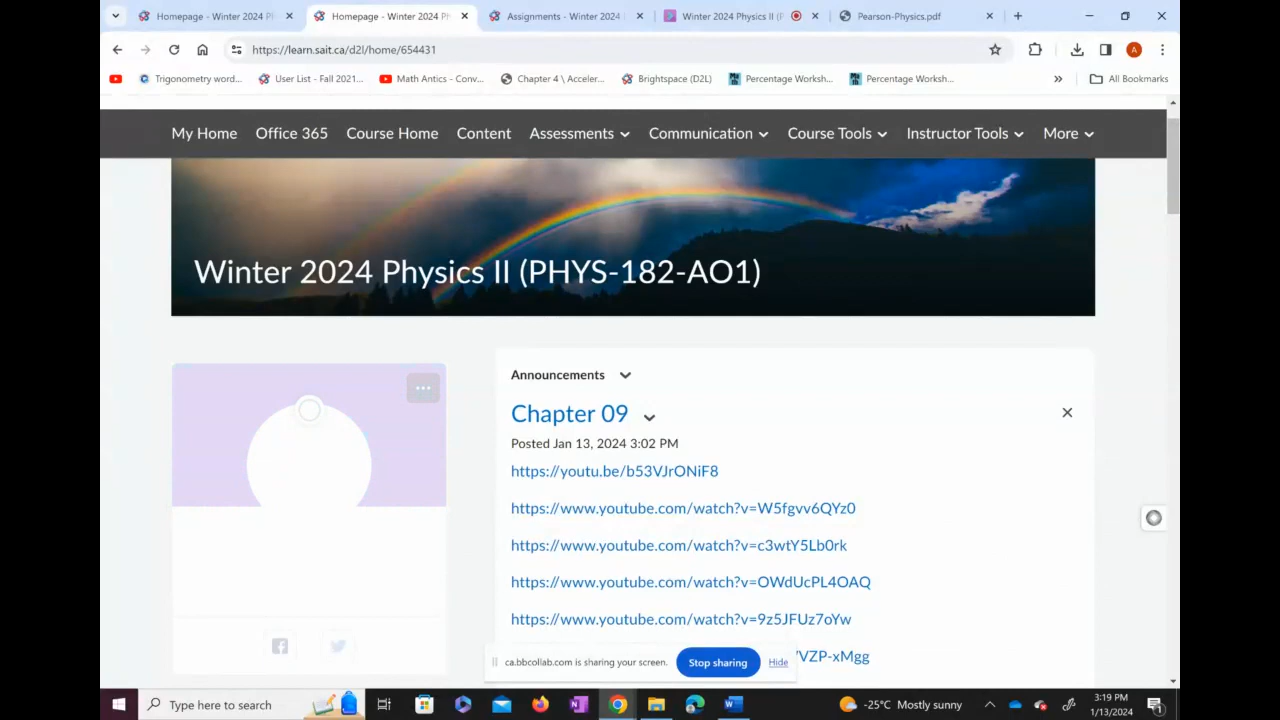 Homepage - Winter 2024 Pl
Homepage - Winter 2024 Ph
Assignments - Winter 2024
Winter 2024 Physics II (P
Pearson-Physics.pdf
https://learn.sait.ca/d2l/home/654431
A
Trigonometry word...
User List - Fall 2021...
Math Antics - Conv...
Chapter 4 \ Acceler...
Brightspace (D2L)
Percentage Worksh...
Percentage Worksh...
»
All Bookmarks
My Home
Office 365
Course Home
Content
Assessments
Communication
Course Tools
Instructor Tools
More
Winter 2024 Physics II (PHYS-182-AO1)
Announcements
Chapter 09
Posted Jan 13, 2024 3:02 PM
https://youtu.be/b53VJrONiF8
https://www.youtube.com/watch?v=W5fgvv6QYz0
https://www.youtube.com/watch?v=c3wtY5Lb0rk
https://www.youtube.com/watch?v=OWdUcPL4OAQ
https://www.youtube.com/watch?v=9z5JFUz7oYw
VZP-xMgg
ca.bbcollab.com is sharing your screen.
Stop sharing
Hide
Type here to search
-25°C Mostly sunny
3:19 PM
1/13/2024